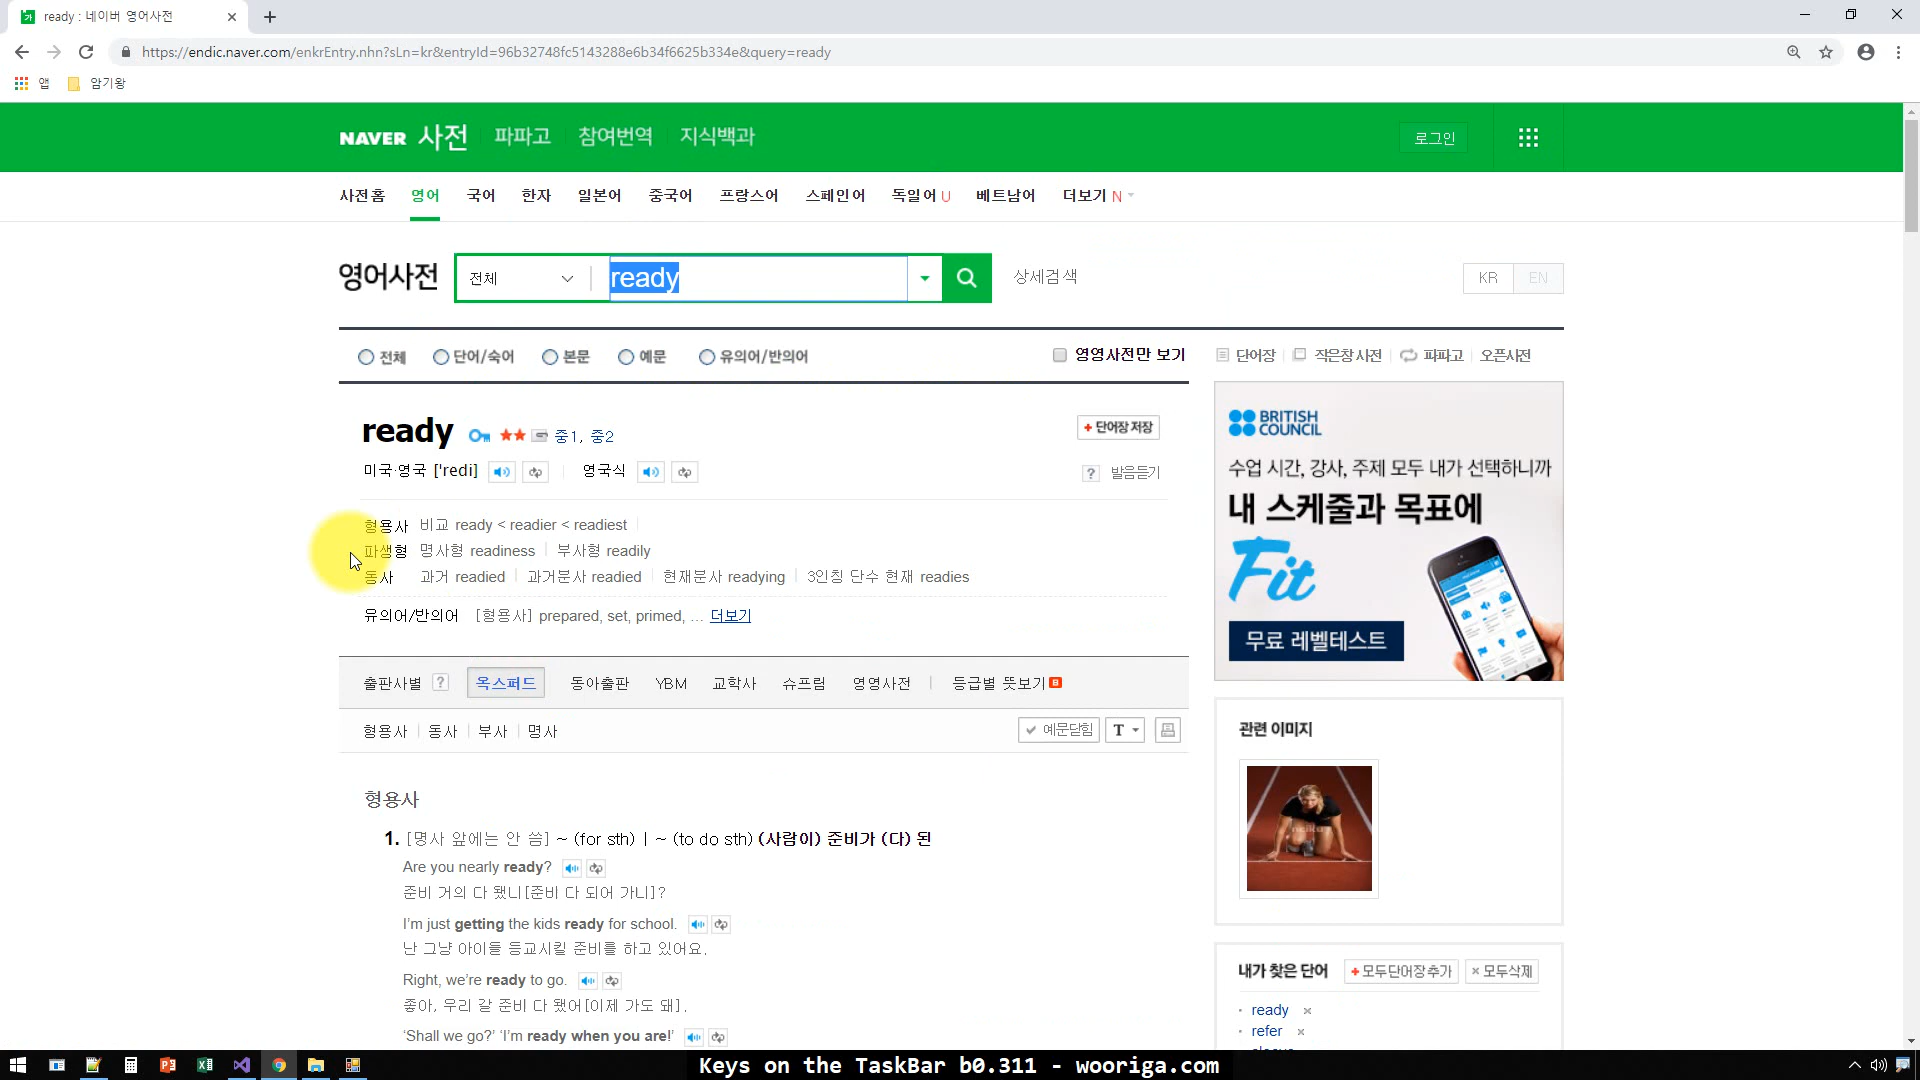 ready : 네이버 영어사전
https://endic.naver.com/enkrEntry.nhn?sLn=kr&entryId=96b32748fc5143288e6b34f6625b334e&query=ready
앱 암기왕
NAVER 사전 파파고 참여번역 지식백과 로그인
사전홈 영어 국어 한자 일본어 중국어 프랑스어 스페인어 독일어 U 베트남어 더보기 N
영어사전 전체 ready 상세검색 KR EN
전체 단어/숙어 본문 예문 유의어/반의어 영영사전만 보기 단어장 작은창사전 파파고 오픈사전
ready 중1, 중2 +단어장 저장
미국·영국 ['redi] 영국식 ? 발음듣기
형용사 비교 ready < readier < readiest
파생형 명사형 readiness 부사형 readily
동사 과거 readied 과거분사 readied 현재분사 readying 3인칭 단수 현재 readies
유의어/반의어 [형용사] prepared, set, primed, … 더보기
출판사별 ? 옥스퍼드 동아출판 YBM 교학사 슈프림 영영사전 등급별 뜻보기
형용사 동사 부사 명사 예문닫힘 T
형용사
1. [명사 앞에는 안 씀] ~ (for sth) | ~ (to do sth) (사람이) 준비가 (다) 된
Are you nearly ready?
준비 거의 다 됐니[준비 다 되어 가니]?
I’m just getting the kids ready for school.
난 그냥 아이들 등교시킬 준비를 하고 있어요.
Right, we’re ready to go.
좋아, 우리 갈 준비 다 됐어[이제 가도 돼].
‘Shall we go?’ ‘I’m ready when you are!’
BRITISH
COUNCIL
수업 시간, 강사, 주제 모두 내가 선택하니까
내 스케줄과 목표에
Fit
무료 레벨테스트
관련 이미지
내가 찾은 단어 +모두단어장추가 ×모두삭제
ready ×
refer ×
Keys on the TaskBar b0.311 - wooriga.com